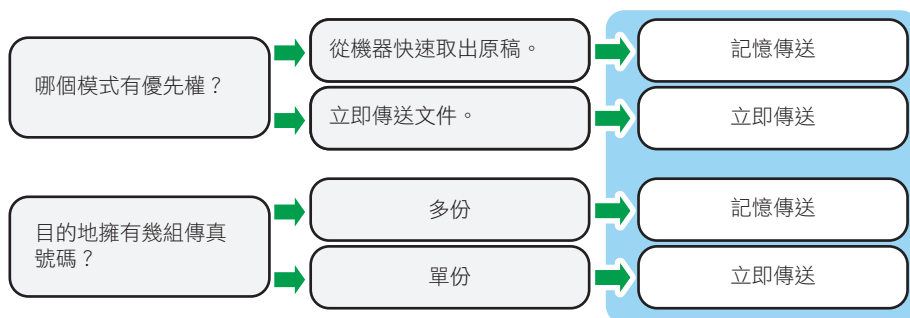 哪個模式有優先權？
從機器快速取出原稿。
記憶傳送
立即傳送文件。
立即傳送
目的地擁有幾組傳真
號碼？
多份
記憶傳送
單份
立即傳送